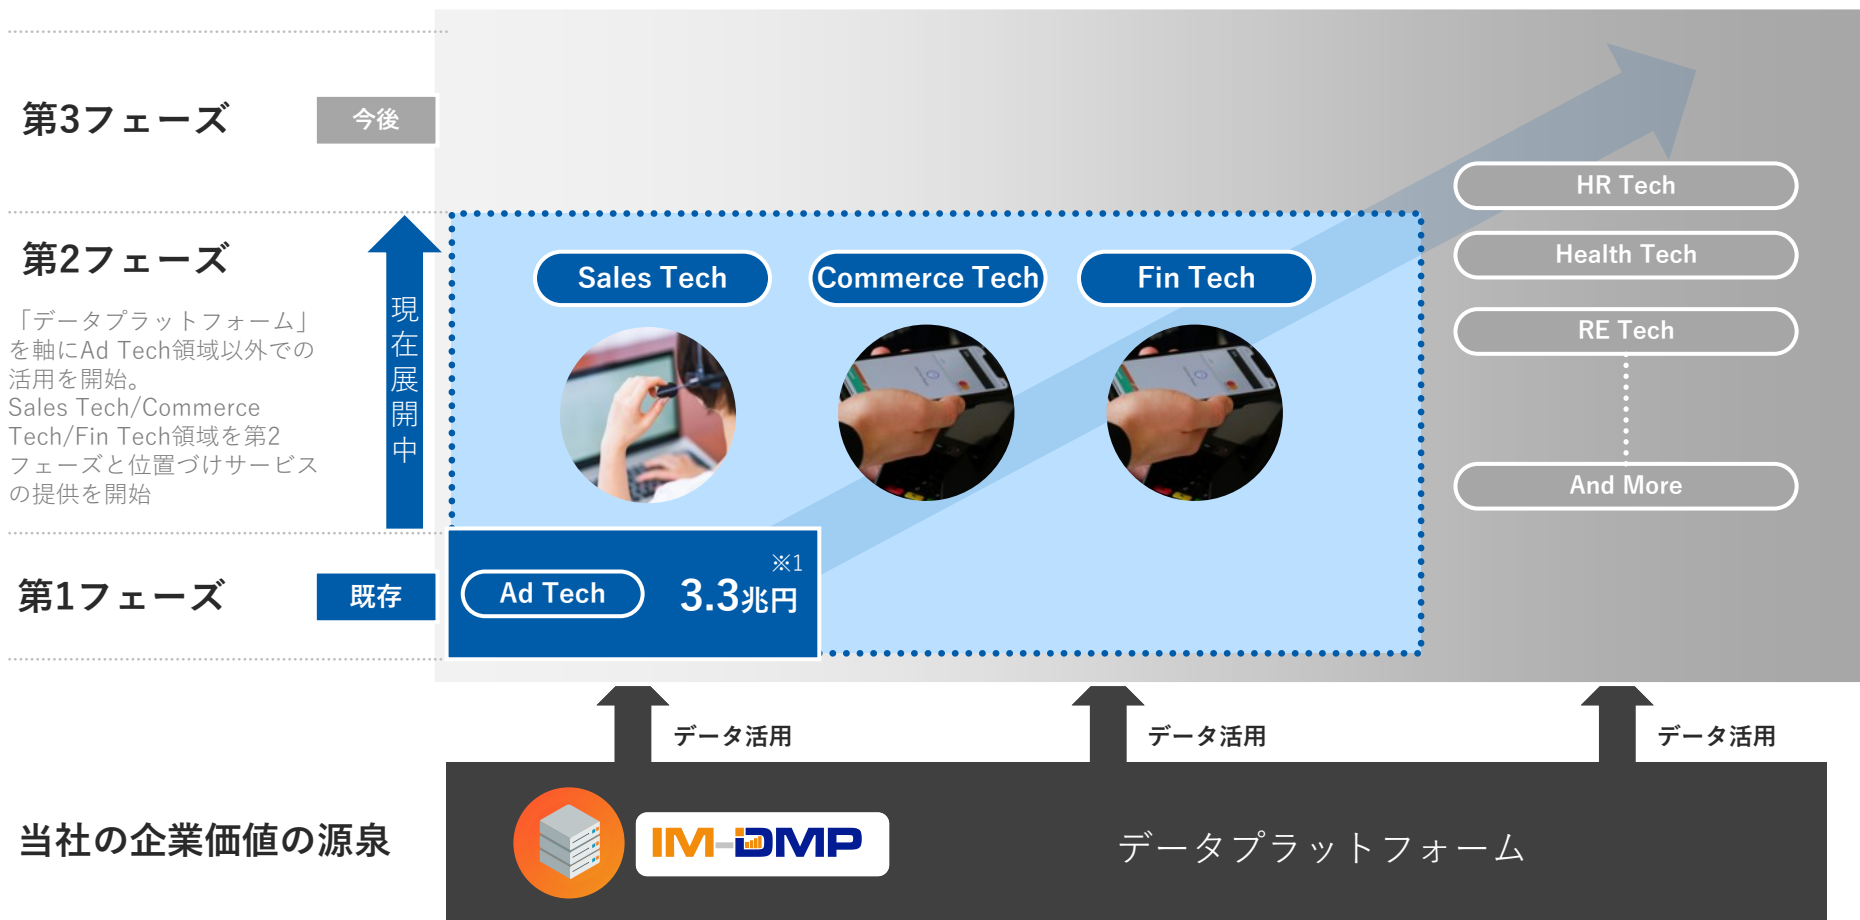 第3フェーズ
今後
HR Tech
第2フェーズ
「データプラットフォーム」
を軸にAd Tech領域以外での
活用を開始。
Sales Tech/Commerce
Tech/Fin Tech領域を第2
フェーズと位置づけサービス
の提供を開始
現在展開中
Sales Tech
Commerce Tech
Fin Tech
Health Tech
RE Tech
And More
第1フェーズ
既存
Ad Tech
※1
3.3兆円
データ活用
データ活用
データ活用
当社の企業価値の源泉
IM-DMP
データプラットフォーム